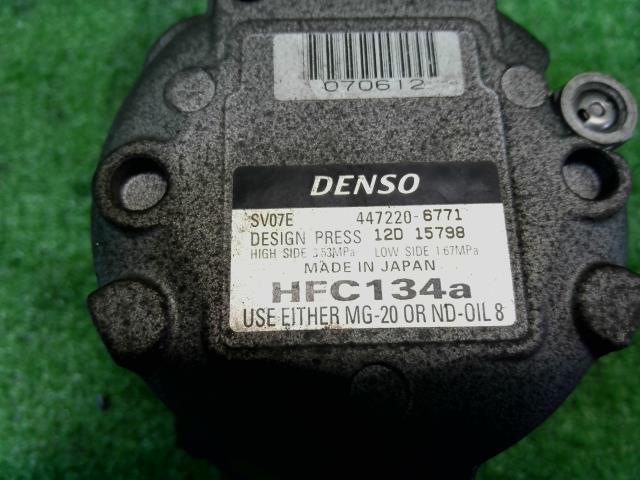 070612
DENSO
SV07E 447220-6771
DESIGN PRESS 12D 15798
HIGH SIDE 3.53MPa LOW SIDE 1.67MPa
MADE IN JAPAN
HFC134a
USE EITHER MG-20 OR ND-OIL 8